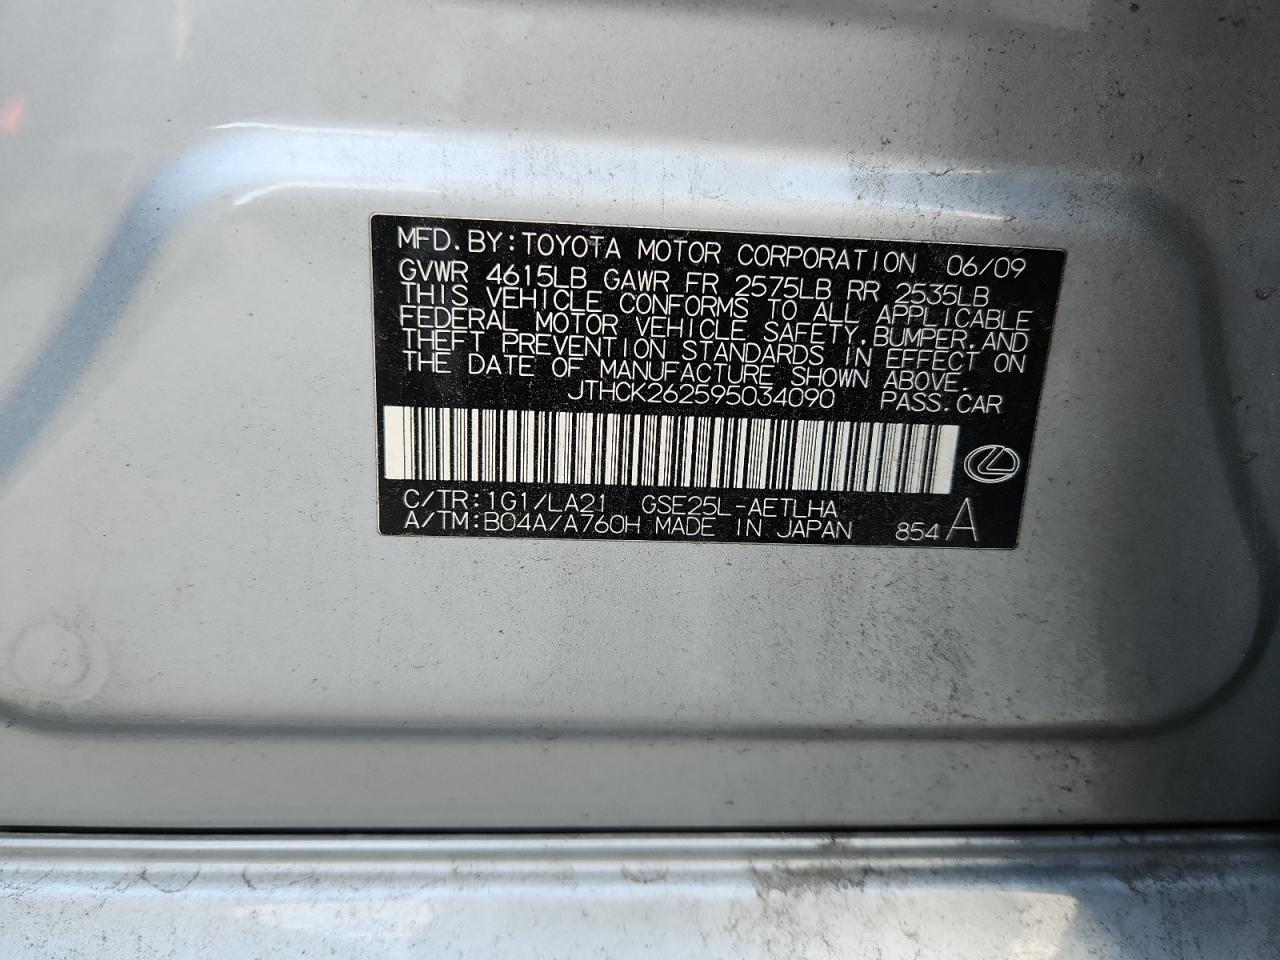 MFD.BY:TOYOTA MOTOR CORPORATION 06/09
GVWR 4615LB GAWR FR 2575LB RR 2535LB
THIS VEHICLE CONFORMS TO ALL APPLICABLE
FEDERAL MOTOR VEHICLE SAFETY,BUMPER,AND
THEFT PREVENTION STANDARDS IN EFFECT ON
THE DATE OF MANUFACTURE SHOWN ABOVE.
JTHCK262595034090 PASS.CAR
C/TR:1G1/LA21 GSE25L-AETLHA
A/TM:B04A/A760H MADE IN JAPAN 854 A